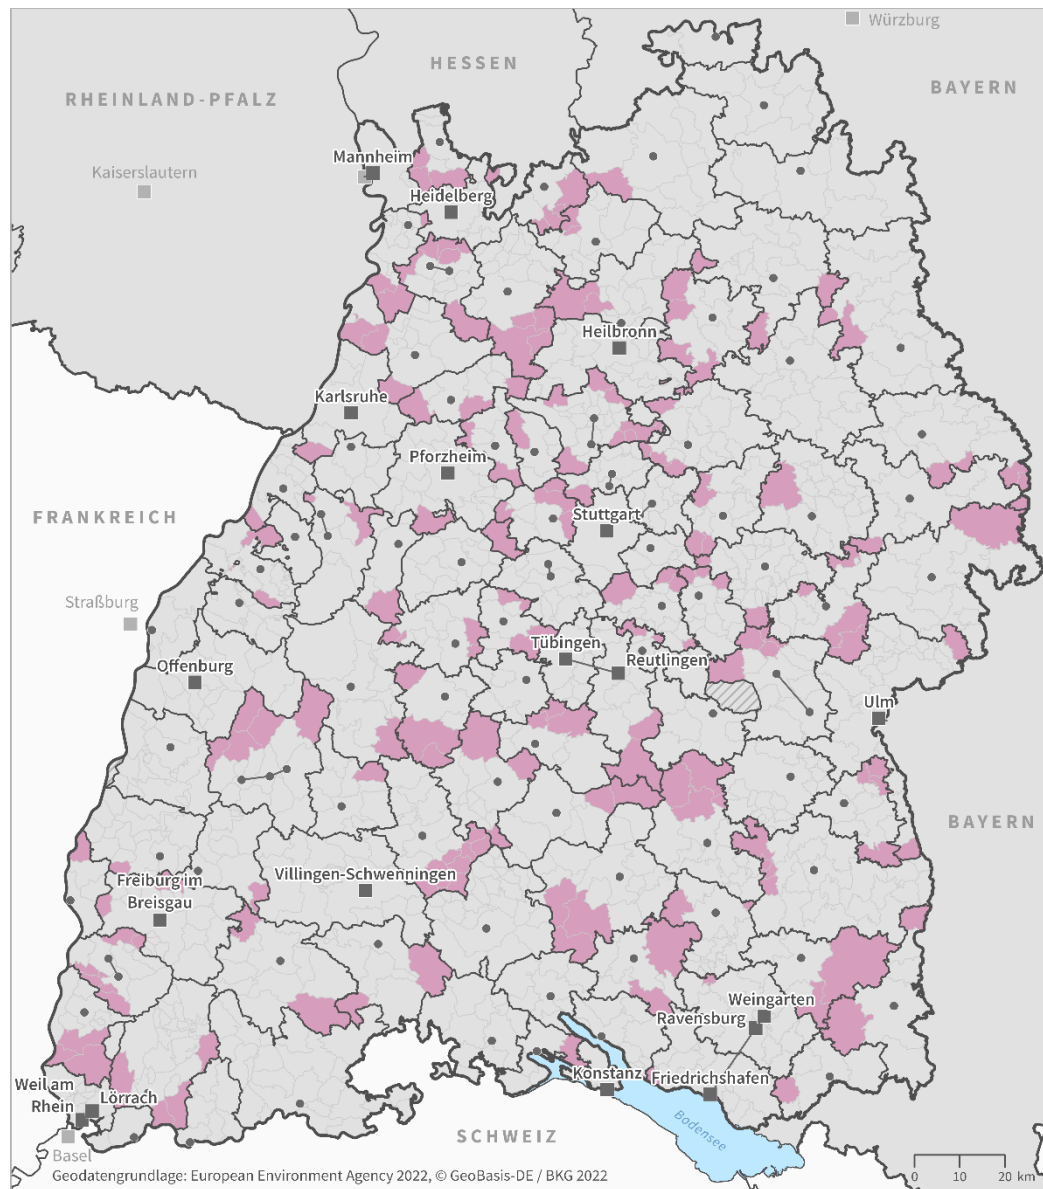 Würzburg
HESSEN
BAYERN
RHEINLAND-PFALZ
Mannheim
Kaiserslautern
Heidelberg
Heilbronn
Karlsruhe
Pforzheim
FRANKREICH
Stuttgart
Straßburg
Tübingen
Reutlingen
Offenburg
Ulm
BAYERN
Villingen-Schwenningen
Freiburg im
Breisgau
Weingarten
Ravensburg
Konstanz
Friedrichshafen
Weil am
Rhein
Lörrach
Bodensee
SCHWEIZ
Basel
Geodatengrundlage: European Environment Agency 2022, © GeoBasis-DE / BKG 2022
0 10 20 km